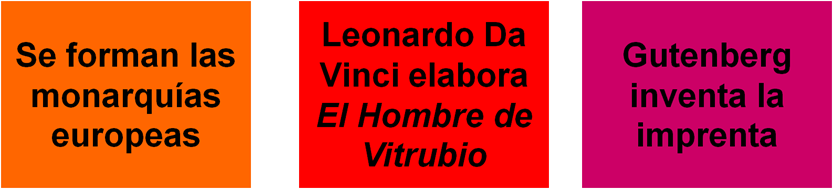 Se forman las
monarquías
europeas
Leonardo Da
Vinci elabora
El Hombre de
Vitrubio
Gutenberg
inventa la
imprenta